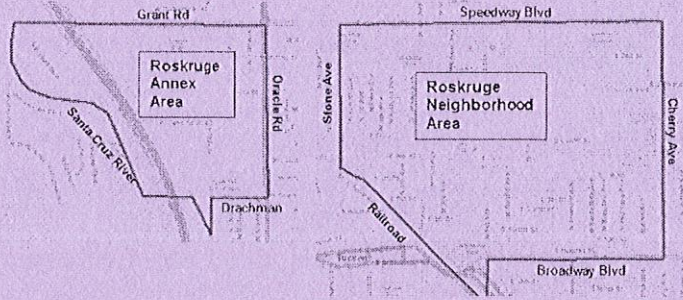 Grant Rd
Roskruge
Annex
Area
Oracle Rd
Santa Cruz River
Drachman
Speedway Blvd
Stone Ave
Roskruge
Neighborhood
Area
Cherry Ave
Railroad
Broadway Blvd